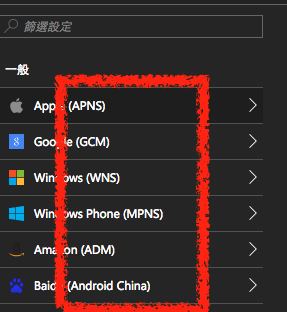 篩選設定
一般
Apple (APNS)
Google (GCM)
Windows (WNS)
Windows Phone (MPNS)
Amazon (ADM)
Baidu (Android China)